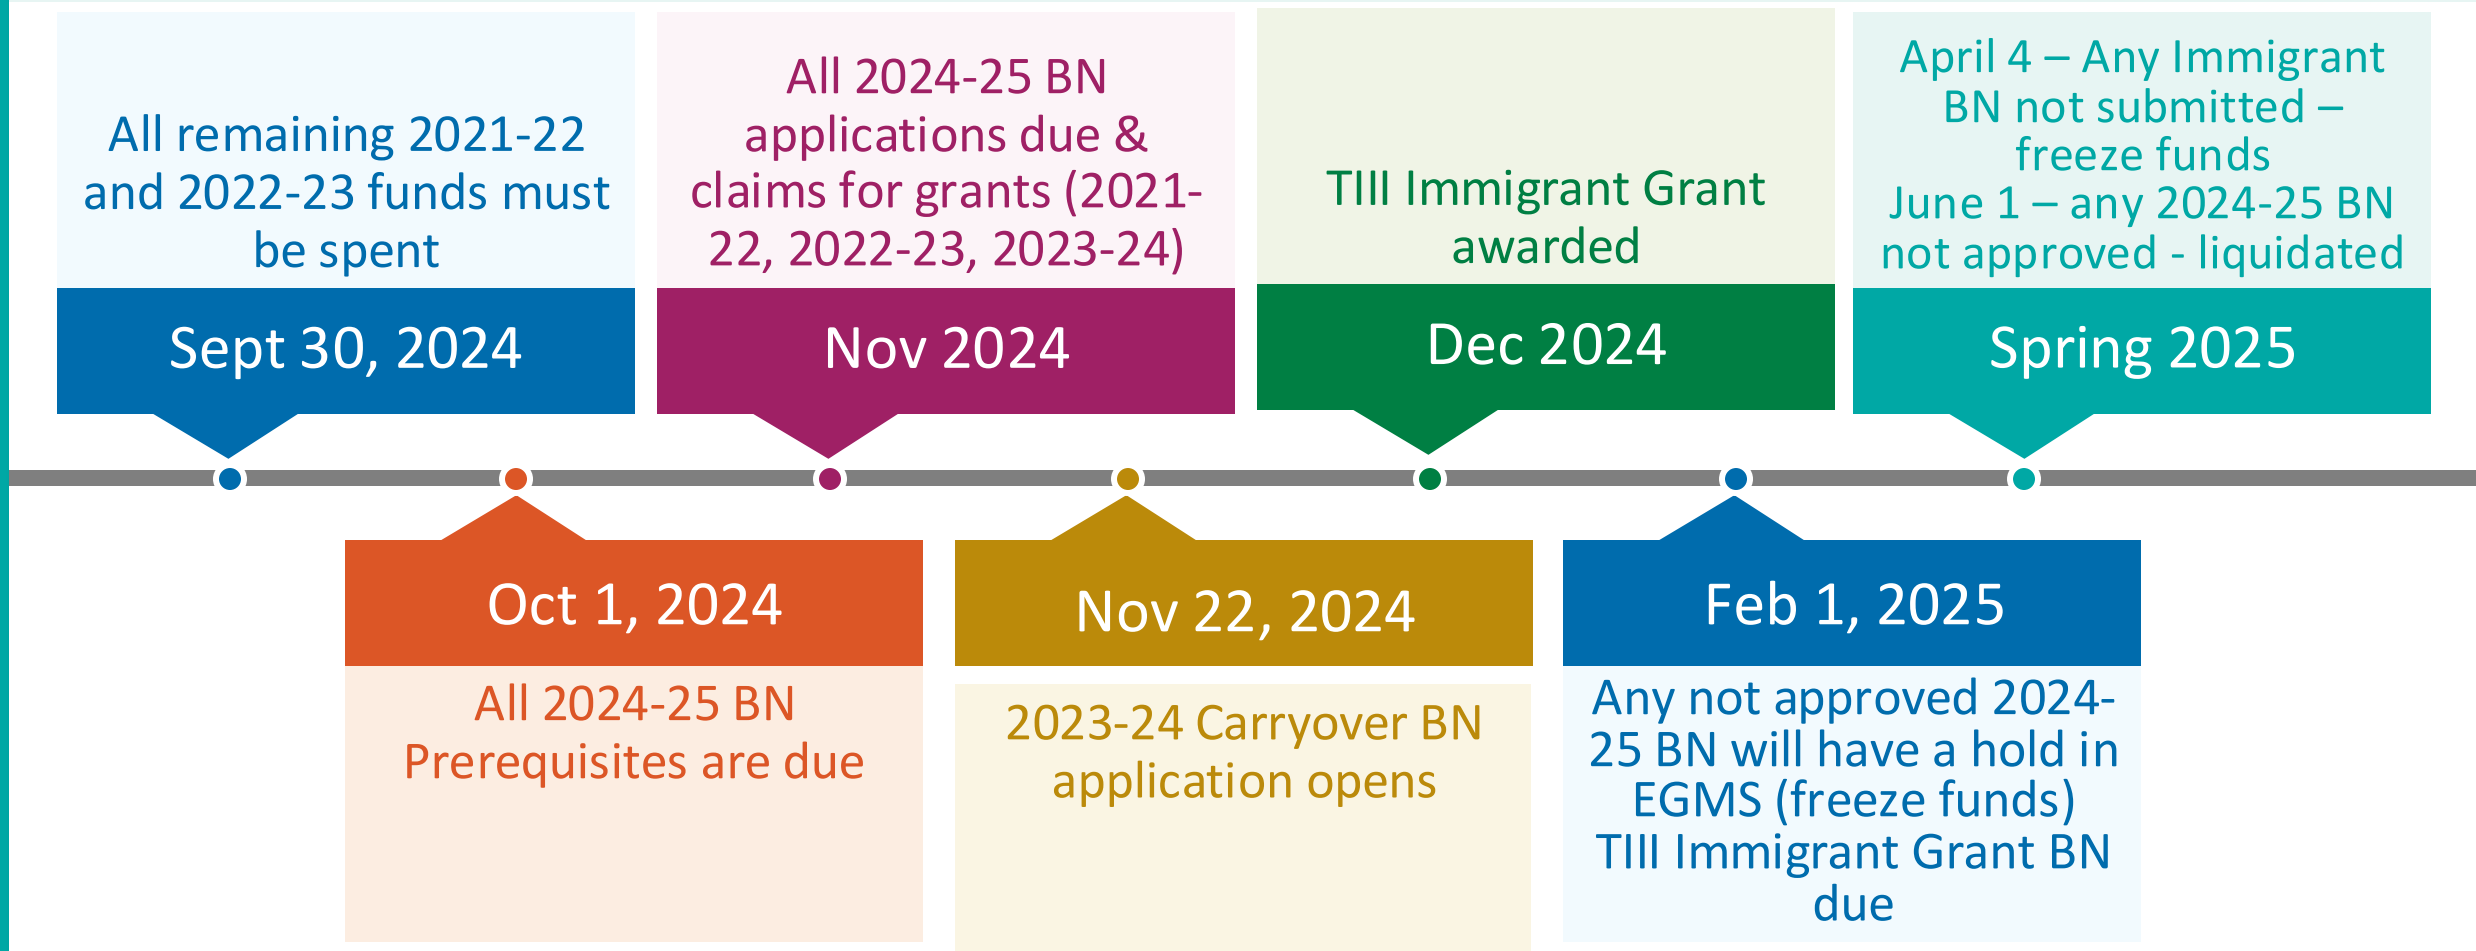 All remaining 2021-22
and 2022-23 funds must
be spent
Sept 30, 2024
Oct 1, 2024
All 2024-25 BN
Prerequisites are due
All 2024-25 BN
applications due &
claims for grants (2021-
22, 2022-23, 2023-24)
Nov 2024
Nov 22, 2024
2023-24 Carryover BN
application opens
TIII Immigrant Grant
awarded
Dec 2024
Feb 1, 2025
Any not approved 2024-
25 BN will have a hold in
EGMS (freeze funds)
TIII Immigrant Grant BN
due
April 4 – Any Immigrant
BN not submitted –
freeze funds
June 1 – any 2024-25 BN
not approved - liquidated
Spring 2025